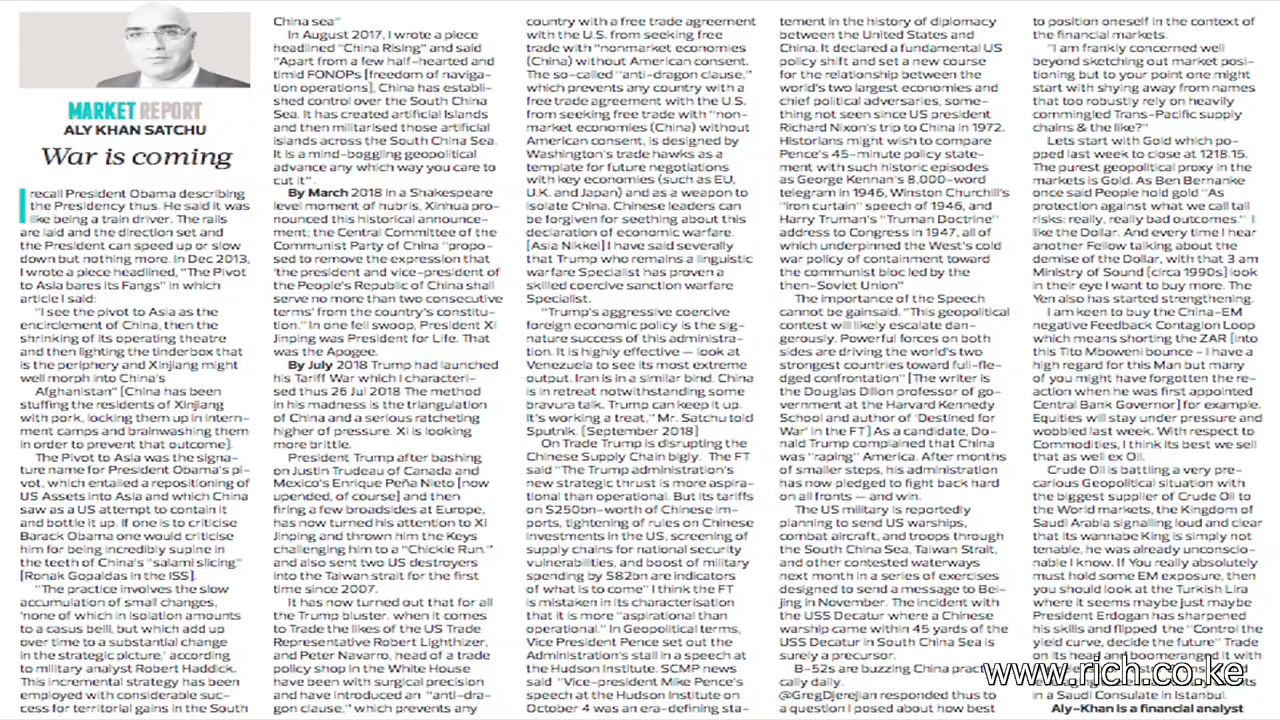 MARKET REPORT
ALY KHAN SATCHU
War is coming
I recall President Obama describing
the Presidency thus. He said it was
like being a train driver. The rails
are laid and the direction set and
the President can speed up or slow
down but nothing more. In Dec 2013,
I wrote a piece headlined, "The Pivot
to Asia bares its Fangs" in which
article I said:
"I see the pivot to Asia as the
encirclement of China, then the
shrinking of its operating theatre
and then lighting the tinderbox that
is the periphery and Xinjiang might
well morph into China's
Afghanistan" [China has been
stuffing the residents of Xinjiang
with pork, locking them up in intern-
ment camps and brainwashing them
in order to prevent that outcome].
The Pivot to Asia was the signa-
ture name for President Obama's pi-
vot, which entailed a repositioning of
US Assets into Asia and which China
saw as a US attempt to contain it
and bottle it up. If one is to criticise
Barack Obama one would criticise
him for being incredibly supine in
the teeth of China's "salami slicing"
[Ronak Gopaldas in the ISS].
"The practice involves the slow
accumulation of small changes,
'none of which in isolation amounts
to a casus belli, but which add up
over time to a substantial change
in the strategic picture,' according
to military analyst Robert Haddick.
This incremental strategy has been
employed with considerable suc-
cess for territorial gains in the South
China sea"
In August 2017, I wrote a piece
headlined "China Rising" and said
"Apart from a few half-hearted and
timid FONOPs [freedom of naviga-
tion operations], China has establi-
shed control over the South China
Sea. It has created artificial Islands
and then militarised those artificial
islands across the South China Sea.
It is a mind-boggling geopolitical
advance any which way you care to
cut it".
By March 2018 in a Shakespeare
level moment of hubris, Xinhua pro-
nounced this historical announce-
ment; the Central Committee of the
Communist Party of China "propo-
sed to remove the expression that
'the president and vice-president of
the People's Republic of China shall
serve no more than two consecutive
terms' from the country's constitu-
tion." In one fell swoop, President Xi
Jinping was President for Life. That
was the Apogee.
By July 2018 Trump had launched
his Tariff War which I characteri-
sed thus 26 Jul 2018 The method
in his madness is the triangulation
of China and a serious ratcheting
higher of pressure. Xi is looking
more brittle.
President Trump after bashing
on Justin Trudeau of Canada and
Mexico's Enrique Peña Nieto [now
upended, of course] and then
firing a few broadsides at Europe,
has now turned his attention to Xi
Jinping and thrown him the Keys
challenging him to a "Chickie Run."
and also sent two US destroyers
into the Taiwan strait for the first
time since 2007.
It has now turned out that for all
the Trump bluster, when it comes
to Trade the likes of the US Trade
Representative Robert Lighthizer,
and Peter Navarro, head of a trade
policy shop in the White House
have been with surgical precision
and have introduced an "anti-dra-
gon clause," which prevents any
country with a free trade agreement
with the U.S. from seeking free
trade with "nonmarket economies
(China) without American consent.
The so-called "anti-dragon clause,"
which prevents any country with a
free trade agreement with the U.S.
from seeking free trade with "non-
market economies (China) without
American consent, is designed by
Washington's trade hawks as a
template for future negotiations
with key economies (such as EU,
U.K. and Japan) and as a weapon to
isolate China. Chinese leaders can
be forgiven for seething about this
declaration of economic warfare.
[Asia Nikkei] I have said severally
that Trump who remains a linguistic
warfare Specialist has proven a
skilled coercive sanction warfare
Specialist.
"Trump's aggressive coercive
foreign economic policy is the sig-
nature success of this administra-
tion. It is highly effective — look at
Venezuela to see its most extreme
output. Iran is in a similar bind. China
is in retreat notwithstanding some
bravura talk. Trump can keep it up.
It's working a treat," Mr. Satchu told
Sputnik. [September 2018]
On Trade Trump is disrupting the
Chinese Supply Chain bigly. The FT
said "The Trump administration's
new strategic thrust is more aspira-
tional than operational. But its tariffs
on $250bn-worth of Chinese im-
ports, tightening of rules on Chinese
investments in the US, screening of
supply chains for national security
vulnerabilities, and boost of military
spending by $82bn are indicators
of what is to come" I think the FT
is mistaken in its characterisation
that it is more "aspirational than
operational." In Geopolitical terms,
Vice President Pence set out the
Administration's stall in a speech at
the Hudson Institute. SCMP news
said "Vice-president Mike Pence's
speech at the Hudson Institute on
October 4 was an era-defining sta-
tement in the history of diplomacy
between the United States and
China. It declared a fundamental US
policy shift and set a new course
for the relationship between the
world's two largest economies and
chief political adversaries, some-
thing not seen since US president
Richard Nixon's trip to China in 1972.
Historians might wish to compare
Pence's 45-minute policy state-
ment with such historic episodes
as George Kennan's 8,000-word
telegram in 1946, Winston Churchill's
"iron curtain" speech of 1946, and
Harry Truman's "Truman Doctrine"
address to Congress in 1947, all of
which underpinned the West's cold
war policy of containment toward
the communist bloc led by the
then-Soviet Union"
The importance of the Speech
cannot be gainsaid. "This geopolitical
contest will likely escalate dan-
gerously. Powerful forces on both
sides are driving the world's two
strongest countries toward full-fle-
dged confrontation" [The writer is
the Douglas Dillon professor of go-
vernment at the Harvard Kennedy
School and author of 'Destined for
War' in the FT] As a candidate, Do-
nald Trump complained that China
was "raping" America. After months
of smaller steps, his administration
has now pledged to fight back hard
on all fronts — and win.
The US military is reportedly
planning to send US warships,
combat aircraft, and troops through
the South China Sea, Taiwan Strait,
and other contested waterways
next month in a series of exercises
designed to send a message to Bei-
jing in November. The incident with
the USS Decatur where a Chinese
warship came within 45 yards of the
USS Decatur in South China Sea is
surely a precursor.
B-52s are buzzing China practi-
cally daily.
@GregDjerejian responded thus to
a question I posed about how best
to position oneself in the context of
the financial markets.
"I am frankly concerned well
beyond sketching out market posi-
tioning but to your point one might
start with shying away from names
that too robustly rely on heavily
commingled Trans-Pacific supply
chains & the like?"
Lets start with Gold which po-
pped last week to close at 1218.15.
The purest geopolitical proxy in the
markets is Gold. As Ben Bernanke
once said People hold gold "As
protection against what we call tail
risks: really, really bad outcomes." I
like the Dollar. And every time I hear
another Fellow talking about the
demise of the Dollar, with that 3 am
Ministry of Sound [circa 1990s] look
in their eye I want to buy more. The
Yen also has started strengthening.
I am keen to buy the China-EM
negative Feedback Contagion Loop
which means shorting the ZAR [into
this Tito Mboweni bounce - I have a
high regard for this Man but many
of you might have forgotten the re-
action when he was first appointed
Central Bank Governor] for example.
Equities will stay under pressure and
wobbled last week. With respect to
Commodities, I think its best we sell
that as well ex Oil.
Crude Oil is battling a very pre-
carious Geopolitical situation with
the biggest supplier of Crude Oil to
the World markets, the Kingdom of
Saudi Arabia signalling loud and clear
that its wannabe King is simply not
tenable, he was already unconscio-
nable I know. If You really absolutely
must hold some EM exposure, then
you should look at the Turkish Lira
where it seems maybe just maybe
President Erdogan has sharpened
his skills and flipped the "Control the
yield curve, decide the future" Trade
on its head and boomeranged it with
in a Saudi Consulate in Istanbul.
Aly-Khan is a financial analyst
www.rich.co.ke